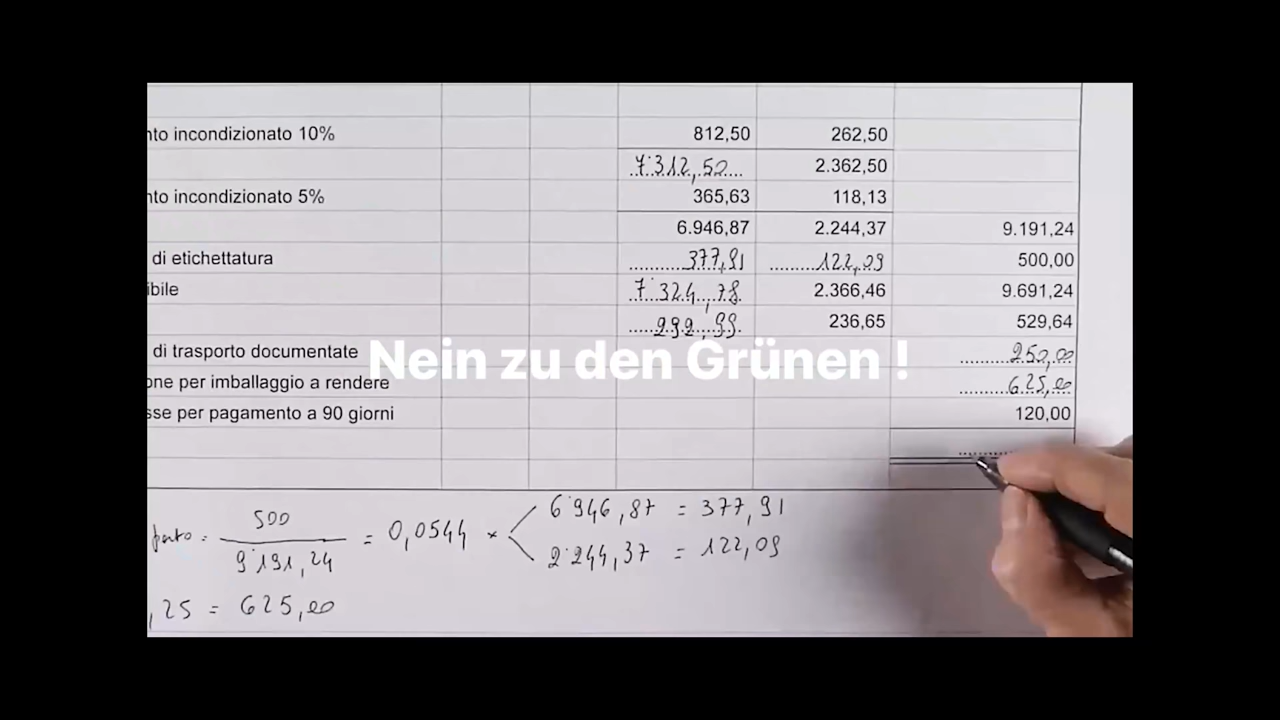 nto incondizionato 10% 812,50 262,50
7.312,50 2.362,50
nto incondizionato 5% 365,63 118,13
6.946,87 2.244,37 9.191,24
di etichettatura 377,91 122,09 500,00
ibile 7.324,78 2.366,46 9.691,24
292,99 236,65 529,64
di trasporto documentate 250,00
Nein zu den Grünen !
one per imballaggio a rendere 625,00
sse per pagamento a 90 giorni 120,00
500 / 9.191,24 = 0,0544 × 6.946,87 = 377,91
2.244,37 = 122,09
,25 = 625,00